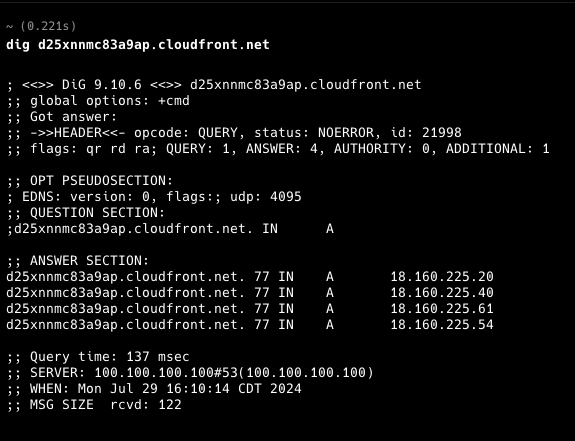 ~ (0.221s)
dig d25xnnmc83a9ap.cloudfront.net
; <<>> DiG 9.10.6 <<>> d25xnnmc83a9ap.cloudfront.net
;; global options: +cmd
;; Got answer:
;; ->>HEADER<<- opcode: QUERY, status: NOERROR, id: 21998
;; flags: qr rd ra; QUERY: 1, ANSWER: 4, AUTHORITY: 0, ADDITIONAL: 1
;; OPT PSEUDOSECTION:
; EDNS: version: 0, flags:; udp: 4095
;; QUESTION SECTION:
;d25xnnmc83a9ap.cloudfront.net. IN A
;; ANSWER SECTION:
d25xnnmc83a9ap.cloudfront.net. 77 IN A 18.160.225.20
d25xnnmc83a9ap.cloudfront.net. 77 IN A 18.160.225.40
d25xnnmc83a9ap.cloudfront.net. 77 IN A 18.160.225.61
d25xnnmc83a9ap.cloudfront.net. 77 IN A 18.160.225.54
;; Query time: 137 msec
;; SERVER: 100.100.100.100#53(100.100.100.100)
;; WHEN: Mon Jul 29 16:10:14 CDT 2024
;; MSG SIZE rcvd: 122